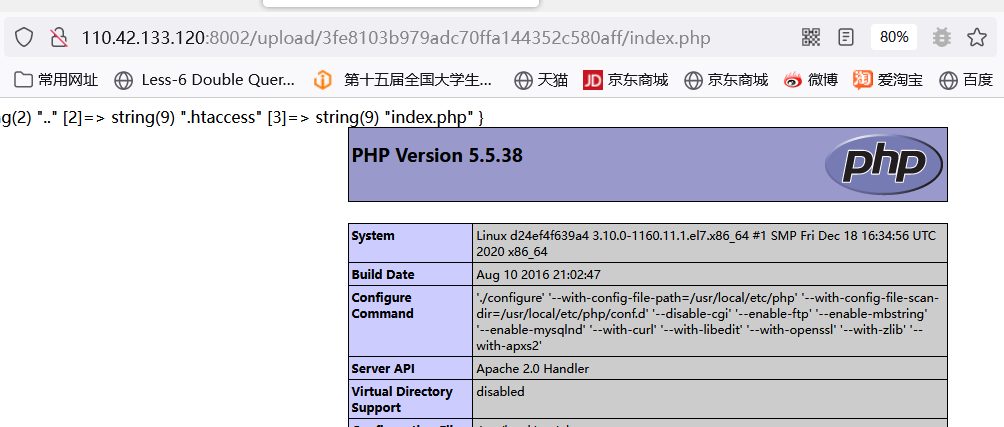 110.42.133.120:8002/upload/3fe8103b979adc70ffa144352c580aff/index.php
80%
常用网址
Less-6 Double Quer...
第十五届全国大学生...
天猫
JD
京东商城
京东商城
微博
淘
爱淘宝
百度
g(2) ".." [2]=> string(9) ".htaccess" [3]=> string(9) "index.php" }
PHP Version 5.5.38
php
System
Linux d24ef4f639a4 3.10.0-1160.11.1.el7.x86_64 #1 SMP Fri Dec 18 16:34:56 UTC
2020 x86_64
Build Date
Aug 10 2016 21:02:47
Configure
Command
'./configure' '--with-config-file-path=/usr/local/etc/php' '--with-config-file-scan-
dir=/usr/local/etc/php/conf.d' '--disable-cgi' '--enable-ftp' '--enable-mbstring'
'--enable-mysqlnd' '--with-curl' '--with-libedit' '--with-openssl' '--with-zlib' '--
with-apxs2'
Server API
Apache 2.0 Handler
Virtual Directory
Support
disabled